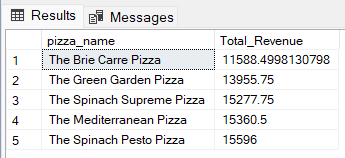 Results Messages
pizza_name Total_Revenue
1 The Brie Carre Pizza 11588.4998130798
2 The Green Garden Pizza 13955.75
3 The Spinach Supreme Pizza 15277.75
4 The Mediterranean Pizza 15360.5
5 The Spinach Pesto Pizza 15596